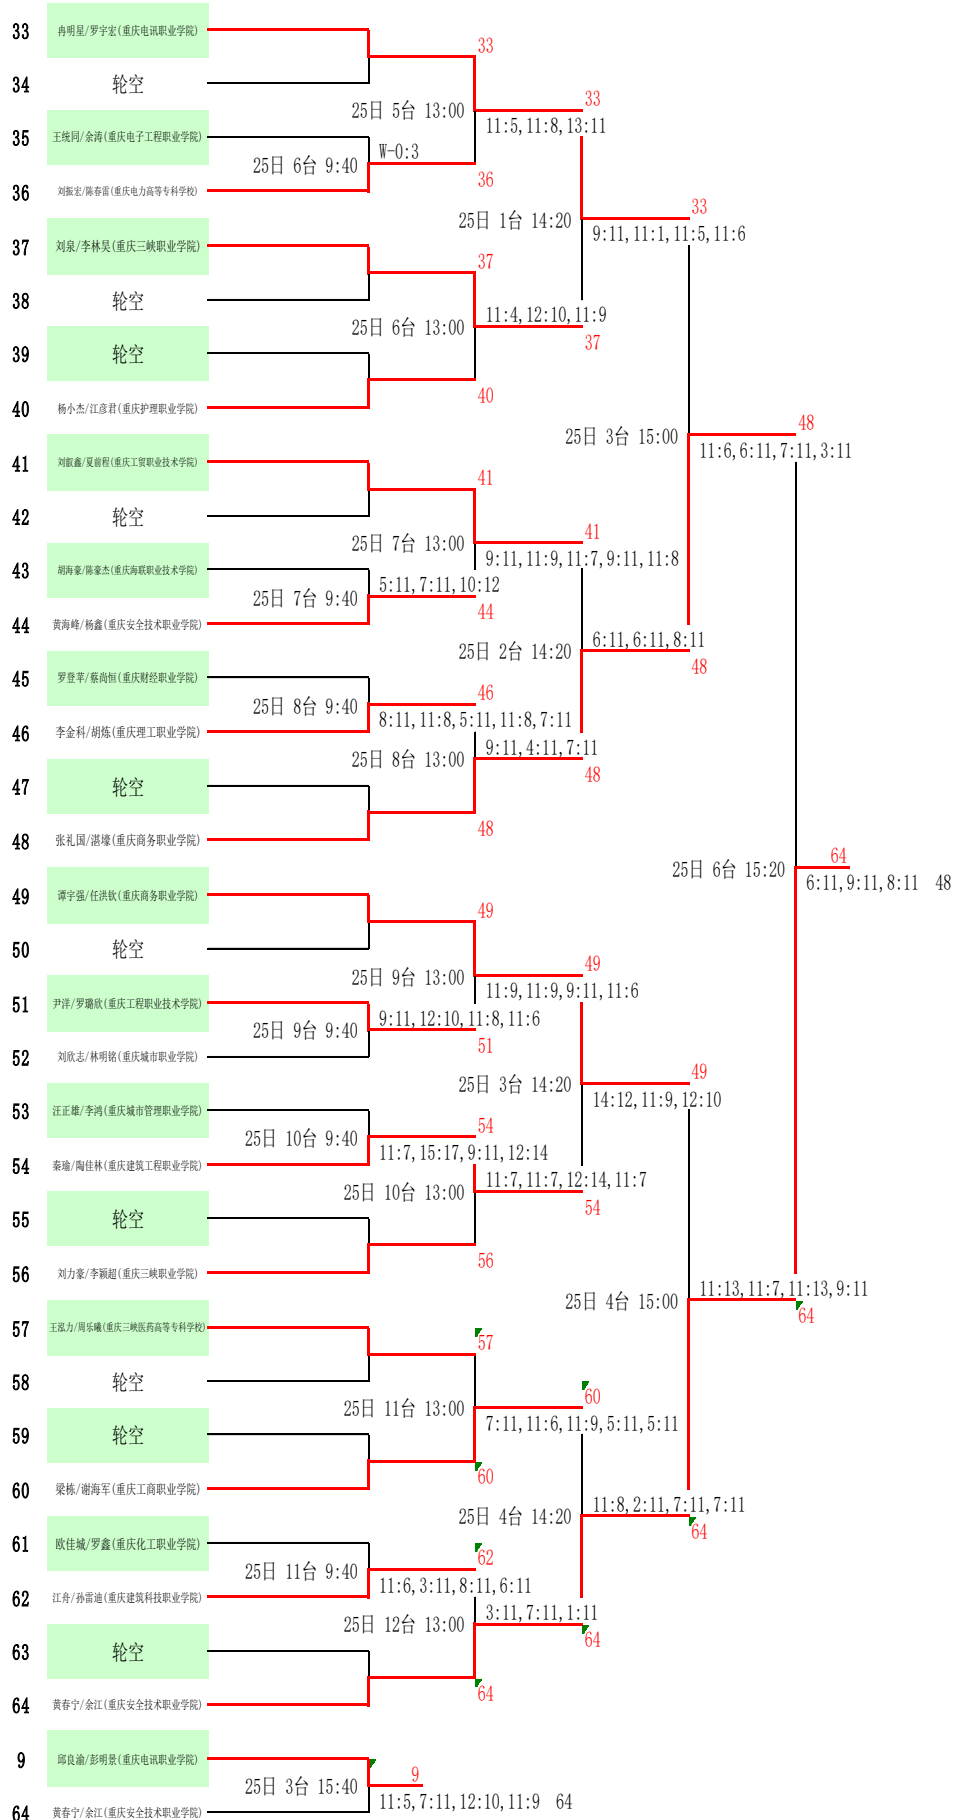 33 冉明星/罗宇宏(重庆电讯职业学院)
33
34 轮空
25日 5台 13:00
33
11:5,11:8,13:11
35 王统同/余涛(重庆电子工程职业学院)
W-0:3
25日 6台 9:40
36
36 刘振宏/陈春雷(重庆电力高等专科学校)
25日 1台 14:20
33
9:11,11:1,11:5,11:6
37 刘泉/李林昊(重庆三峡职业学院)
37
38 轮空
25日 6台 13:00
11:4,12:10,11:9
37
39 轮空
40
40 杨小杰/江彦君(重庆护理职业学院)
25日 3台 15:00
48
11:6,6:11,7:11,3:11
41 刘叡鑫/夏前程(重庆工贸职业技术学院)
41
42 轮空
25日 7台 13:00
41
9:11,11:9,11:7,9:11,11:8
43 胡海豪/陈豪杰(重庆海联职业技术学院)
5:11,7:11,10:12
25日 7台 9:40
44
44 黄海峰/杨鑫(重庆安全技术职业学院)
25日 2台 14:20
6:11,6:11,8:11
48
45 罗登苹/蔡尚恒(重庆财经职业学院)
46
25日 8台 9:40
8:11,11:8,5:11,11:8,7:11
46 李金科/胡炼(重庆理工职业学院)
25日 8台 13:00
9:11,4:11,7:11
48
47 轮空
48
48 张礼国/湛壕(重庆商务职业学院)
25日 6台 15:20
64
6:11,9:11,8:11 48
49 谭宇强/任洪钦(重庆商务职业学院)
49
50 轮空
25日 9台 13:00
49
11:9,11:9,9:11,11:6
51 尹洋/罗璐欣(重庆工程职业技术学院)
9:11,12:10,11:8,11:6
25日 9台 9:40
51
52 刘欣志/林明铭(重庆城市职业学院)
25日 3台 14:20
49
14:12,11:9,12:10
53 汪正雄/李鸿(重庆城市管理职业学院)
54
25日 10台 9:40
11:7,15:17,9:11,12:14
54 秦瑜/陶佳林(重庆建筑工程职业学院)
25日 10台 13:00
11:7,11:7,12:14,11:7
54
55 轮空
56
56 刘力豪/李颖超(重庆三峡职业学院)
25日 4台 15:00
11:13,11:7,11:13,9:11
64
57 王泓力/周乐曦(重庆三峡医药高等专科学校)
57
58 轮空
25日 11台 13:00
60
7:11,11:6,11:9,5:11,5:11
59 轮空
60
60 梁栋/谢海军(重庆工商职业学院)
25日 4台 14:20
11:8,2:11,7:11,7:11
64
61 欧佳城/罗鑫(重庆化工职业学院)
62
25日 11台 9:40
11:6,3:11,8:11,6:11
62 江舟/孙雷迪(重庆建筑科技职业学院)
25日 12台 13:00
3:11,7:11,1:11
64
63 轮空
64
64 黄春宁/余江(重庆安全技术职业学院)
9 邱良渝/彭明景(重庆电讯职业学院)
25日 3台 15:40
9
11:5,7:11,12:10,11:9 64
64 黄春宁/余江(重庆安全技术职业学院)